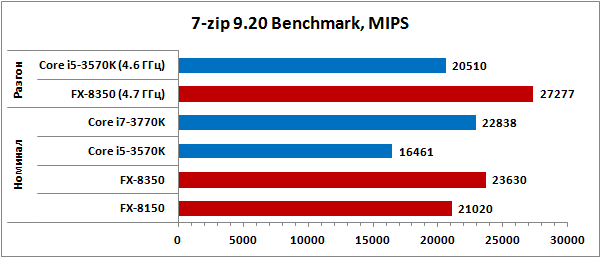 7-zip 9.20 Benchmark, MIPS
Разгон
Core i5-3570K (4.6 ГГц)
20510
FX-8350 (4.7 ГГц)
27277
Номинал
Core i7-3770K
22838
Core i5-3570K
16461
FX-8350
23630
FX-8150
21020
0 5000 10000 15000 20000 25000 30000